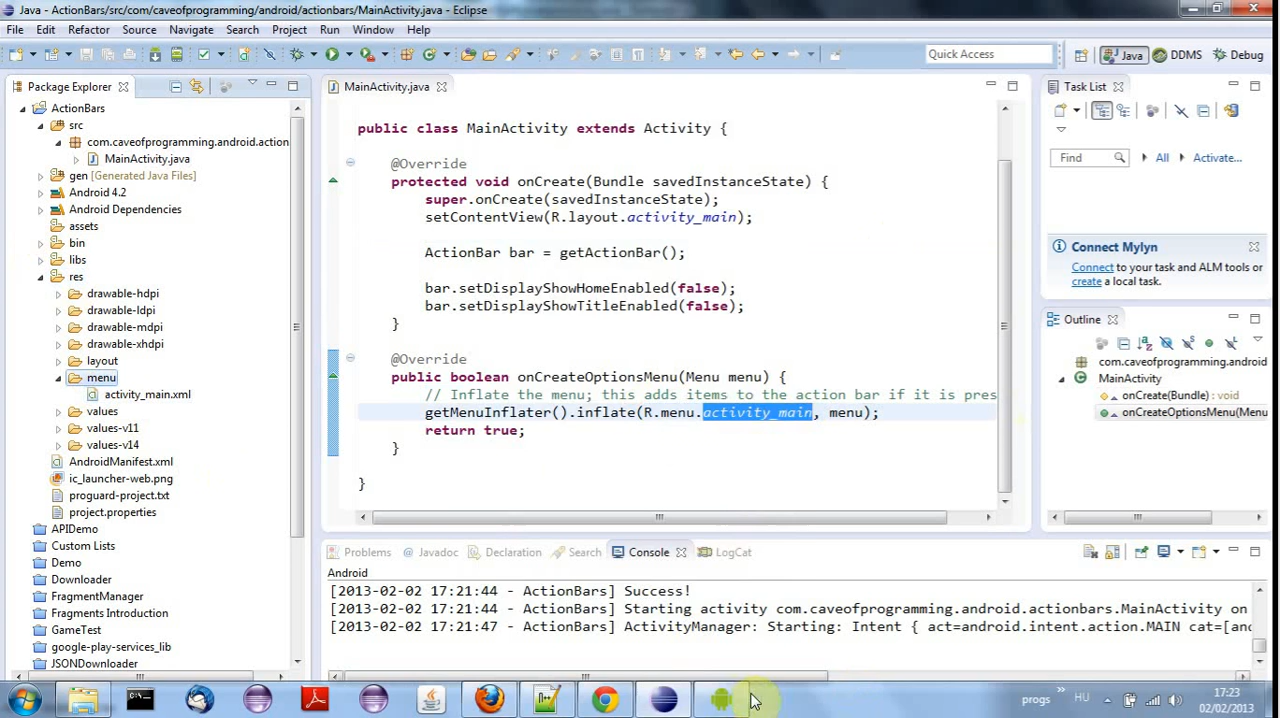 Java - ActionBars/src/com/caveofprogramming/android/actionbars/MainActivity.java - Eclipse
File Edit Refactor Source Navigate Search Project Run Window Help
Quick Access
Java DDMS Debug
Package Explorer
ActionBars
src
com.caveofprogramming.android.action
MainActivity.java
gen [Generated Java Files]
Android 4.2
Android Dependencies
assets
bin
libs
res
drawable-hdpi
drawable-ldpi
drawable-mdpi
drawable-xhdpi
layout
menu
activity_main.xml
values
values-v11
values-v14
AndroidManifest.xml
ic_launcher-web.png
proguard-project.txt
project.properties
APIDemo
Custom Lists
Demo
Downloader
FragmentManager
Fragments Introduction
GameTest
google-play-services_lib
JSONDownloader
MainActivity.java
public class MainActivity extends Activity {
@Override
protected void onCreate(Bundle savedInstanceState) {
super.onCreate(savedInstanceState);
setContentView(R.layout.activity_main);
ActionBar bar = getActionBar();
bar.setDisplayShowHomeEnabled(false);
bar.setDisplayShowTitleEnabled(false);
}
@Override
public boolean onCreateOptionsMenu(Menu menu) {
// Inflate the menu; this adds items to the action bar if it is pres
getMenuInflater().inflate(R.menu.activity_main, menu);
return true;
}
}
Task List
Find All Activate...
Connect Mylyn
Connect to your task and ALM tools or
create a local task.
Outline
com.caveofprogramming.android
MainActivity
onCreate(Bundle) : void
onCreateOptionsMenu(Menu
Problems Javadoc Declaration Search Console LogCat
Android
[2013-02-02 17:21:44 - ActionBars] Success!
[2013-02-02 17:21:44 - ActionBars] Starting activity com.caveofprogramming.android.actionbars.MainActivity on
[2013-02-02 17:21:47 - ActionBars] ActivityManager: Starting: Intent { act=android.intent.action.MAIN cat=[and
progs HU
17:23
02/02/2013